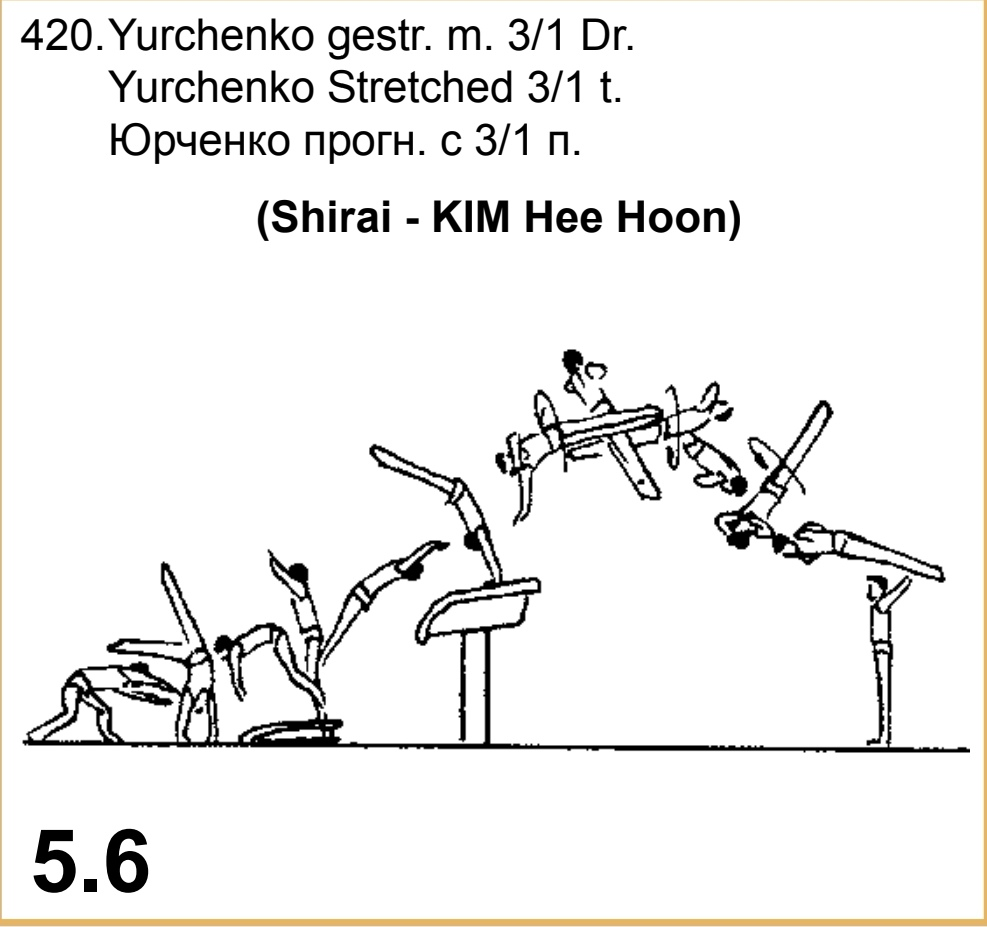 420. Yurchenko gestr. m. 3/1 Dr.
Yurchenko Stretched 3/1 t.
Юрченко прогн. с 3/1 п.
(Shirai - KIM Hee Hoon)
5.6